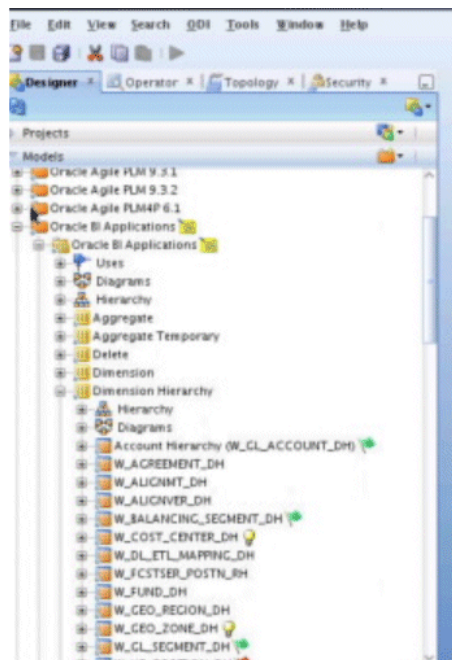 File Edit View Search ODI Tools Window Help
Designer Operator Topology Security
Projects
Models
Oracle Agile PLM 9.3.1
Oracle Agile PLM 9.3.2
Oracle Agile PLM4P 6.1
Oracle BI Applications
Oracle BI Applications
Uses
Diagrams
Hierarchy
Aggregate
Aggregate Temporary
Delete
Dimension
Dimension Hierarchy
Hierarchy
Diagrams
Account Hierarchy (W_GL_ACCOUNT_DH)
W_AGREEMENT_DH
W_ALIGNMT_DH
W_ALIGNVER_DH
W_BALANCING_SEGMENT_DH
W_COST_CENTER_DH
W_DL_ETL_MAPPING_DH
W_FCSTSER_POSTN_RH
W_FUND_DH
W_GEO_REGION_DH
W_GEO_ZONE_DH
W_GL_SEGMENT_DH